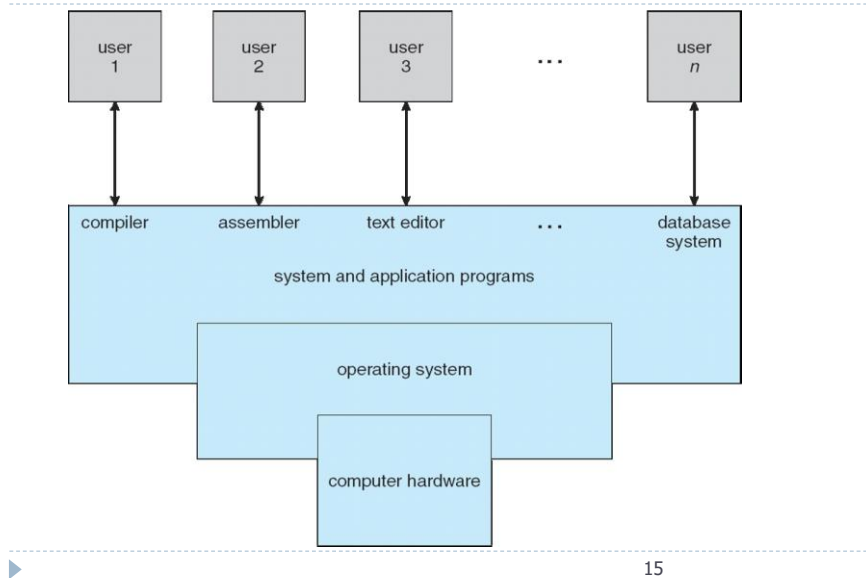 user
1
user
2
user
3
...
user
n
compiler
assembler
text editor
...
database
system
system and application programs
operating system
computer hardware
15